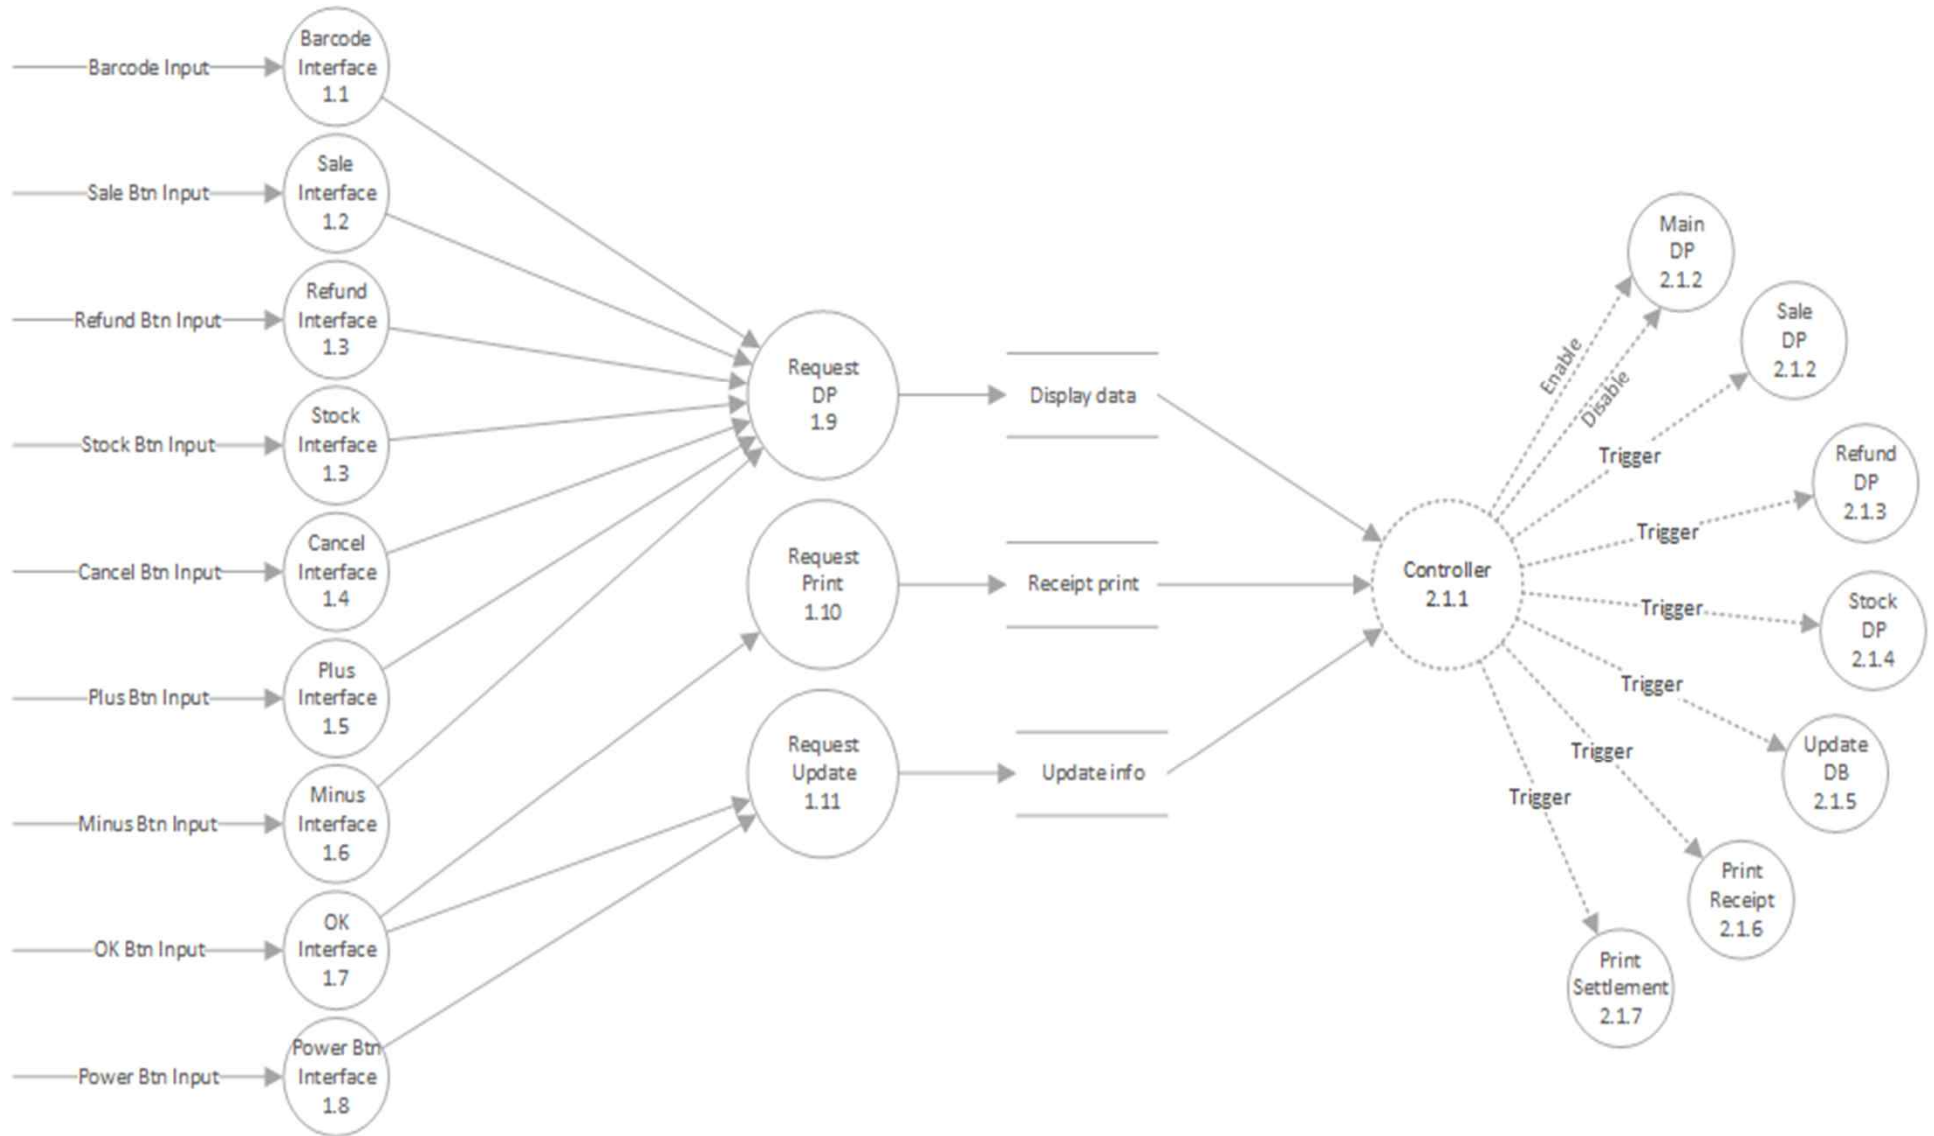 Barcode Input
Barcode
Interface
1.1
Sale Btn Input
Sale
Interface
1.2
Refund Btn Input
Refund
Interface
1.3
Stock Btn Input
Stock
Interface
1.3
Cancel Btn Input
Cancel
Interface
1.4
Plus Btn Input
Plus
Interface
1.5
Minus Btn Input
Minus
Interface
1.6
OK Btn Input
OK
Interface
1.7
Power Btn Input
Power Btn
Interface
1.8
Request
DP
1.9
Request
Print
1.10
Request
Update
1.11
Display data
Receipt print
Update info
Controller
2.1.1
Enable
Disable
Trigger
Trigger
Trigger
Trigger
Trigger
Trigger
Main
DP
2.1.2
Sale
DP
2.1.2
Refund
DP
2.1.3
Stock
DP
2.1.4
Update
DB
2.1.5
Print
Receipt
2.1.6
Print
Settlement
2.1.7